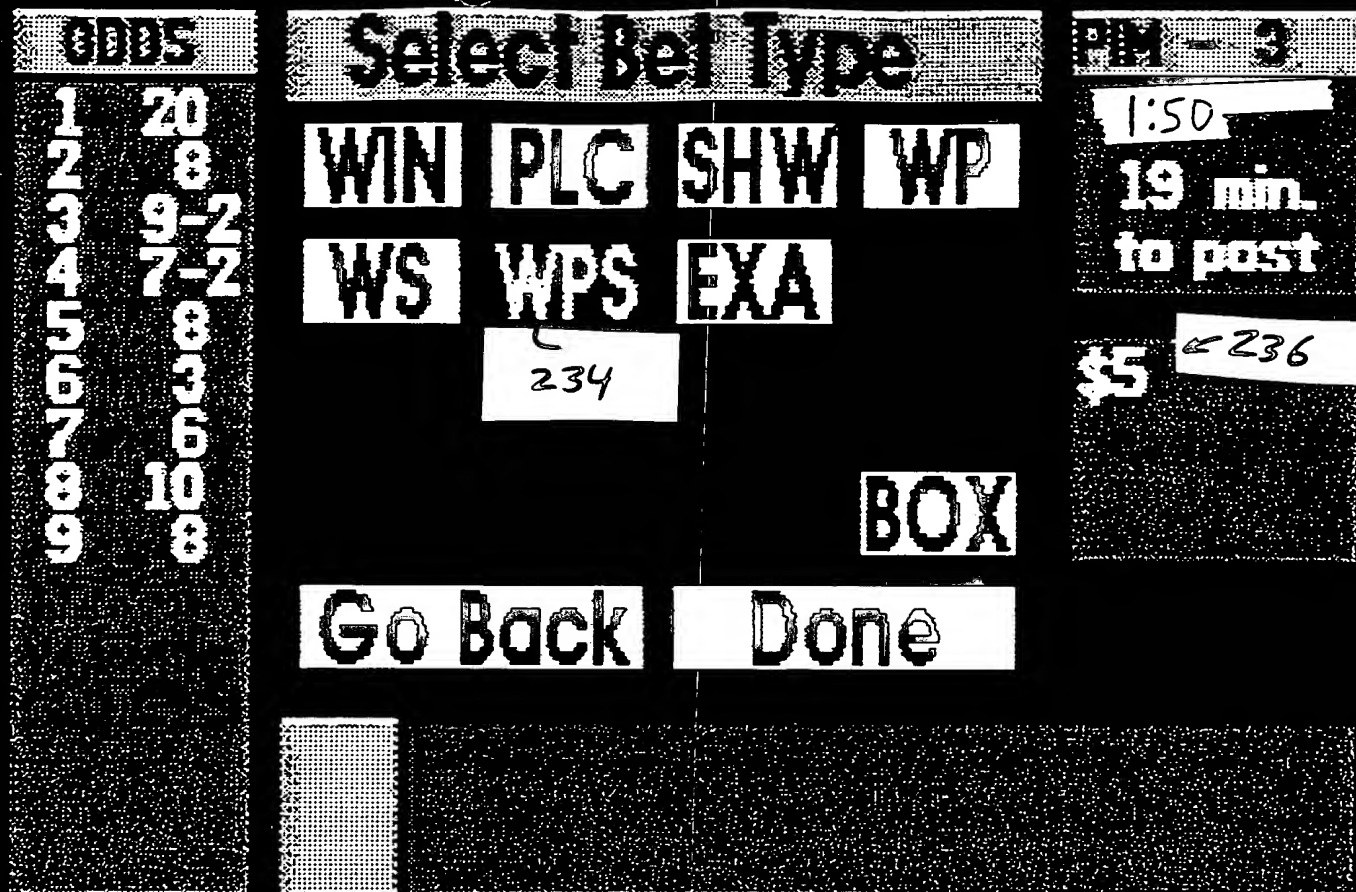 ODDS
1 20
2 8
3 9-2
4 7-2
5 8
6 3
7 6
8 10
9 8
Select Bet Type
WIN PLC SHW WP
WS WPS EXA
234
BOX
Go Back Done
PIM - 3
1:50
19 min.
to post
$5 ← 236